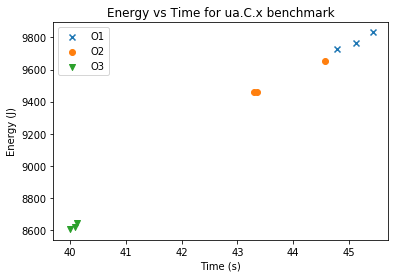 Energy vs Time for ua.C.x benchmark
O1
O2
O3
9800
9600
9400
9200
9000
8800
8600
Energy (J)
40 41 42 43 44 45
Time (s)